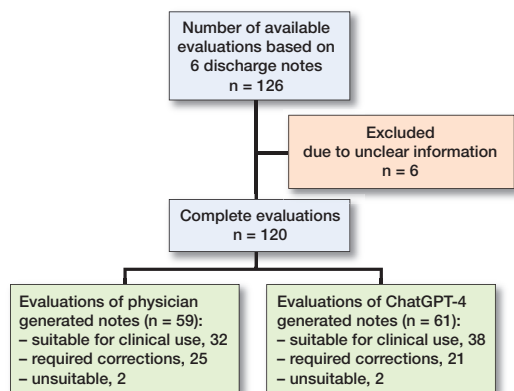 Number of available
evaluations based on
6 discharge notes
n = 126
Excluded
due to unclear information
n = 6
Complete evaluations
n = 120
Evaluations of physician
generated notes (n = 59):
– suitable for clinical use, 32
– required corrections, 25
– unsuitable, 2
Evaluations of ChatGPT-4
generated notes (n = 61):
– suitable for clinical use, 38
– required corrections, 21
– unsuitable, 2